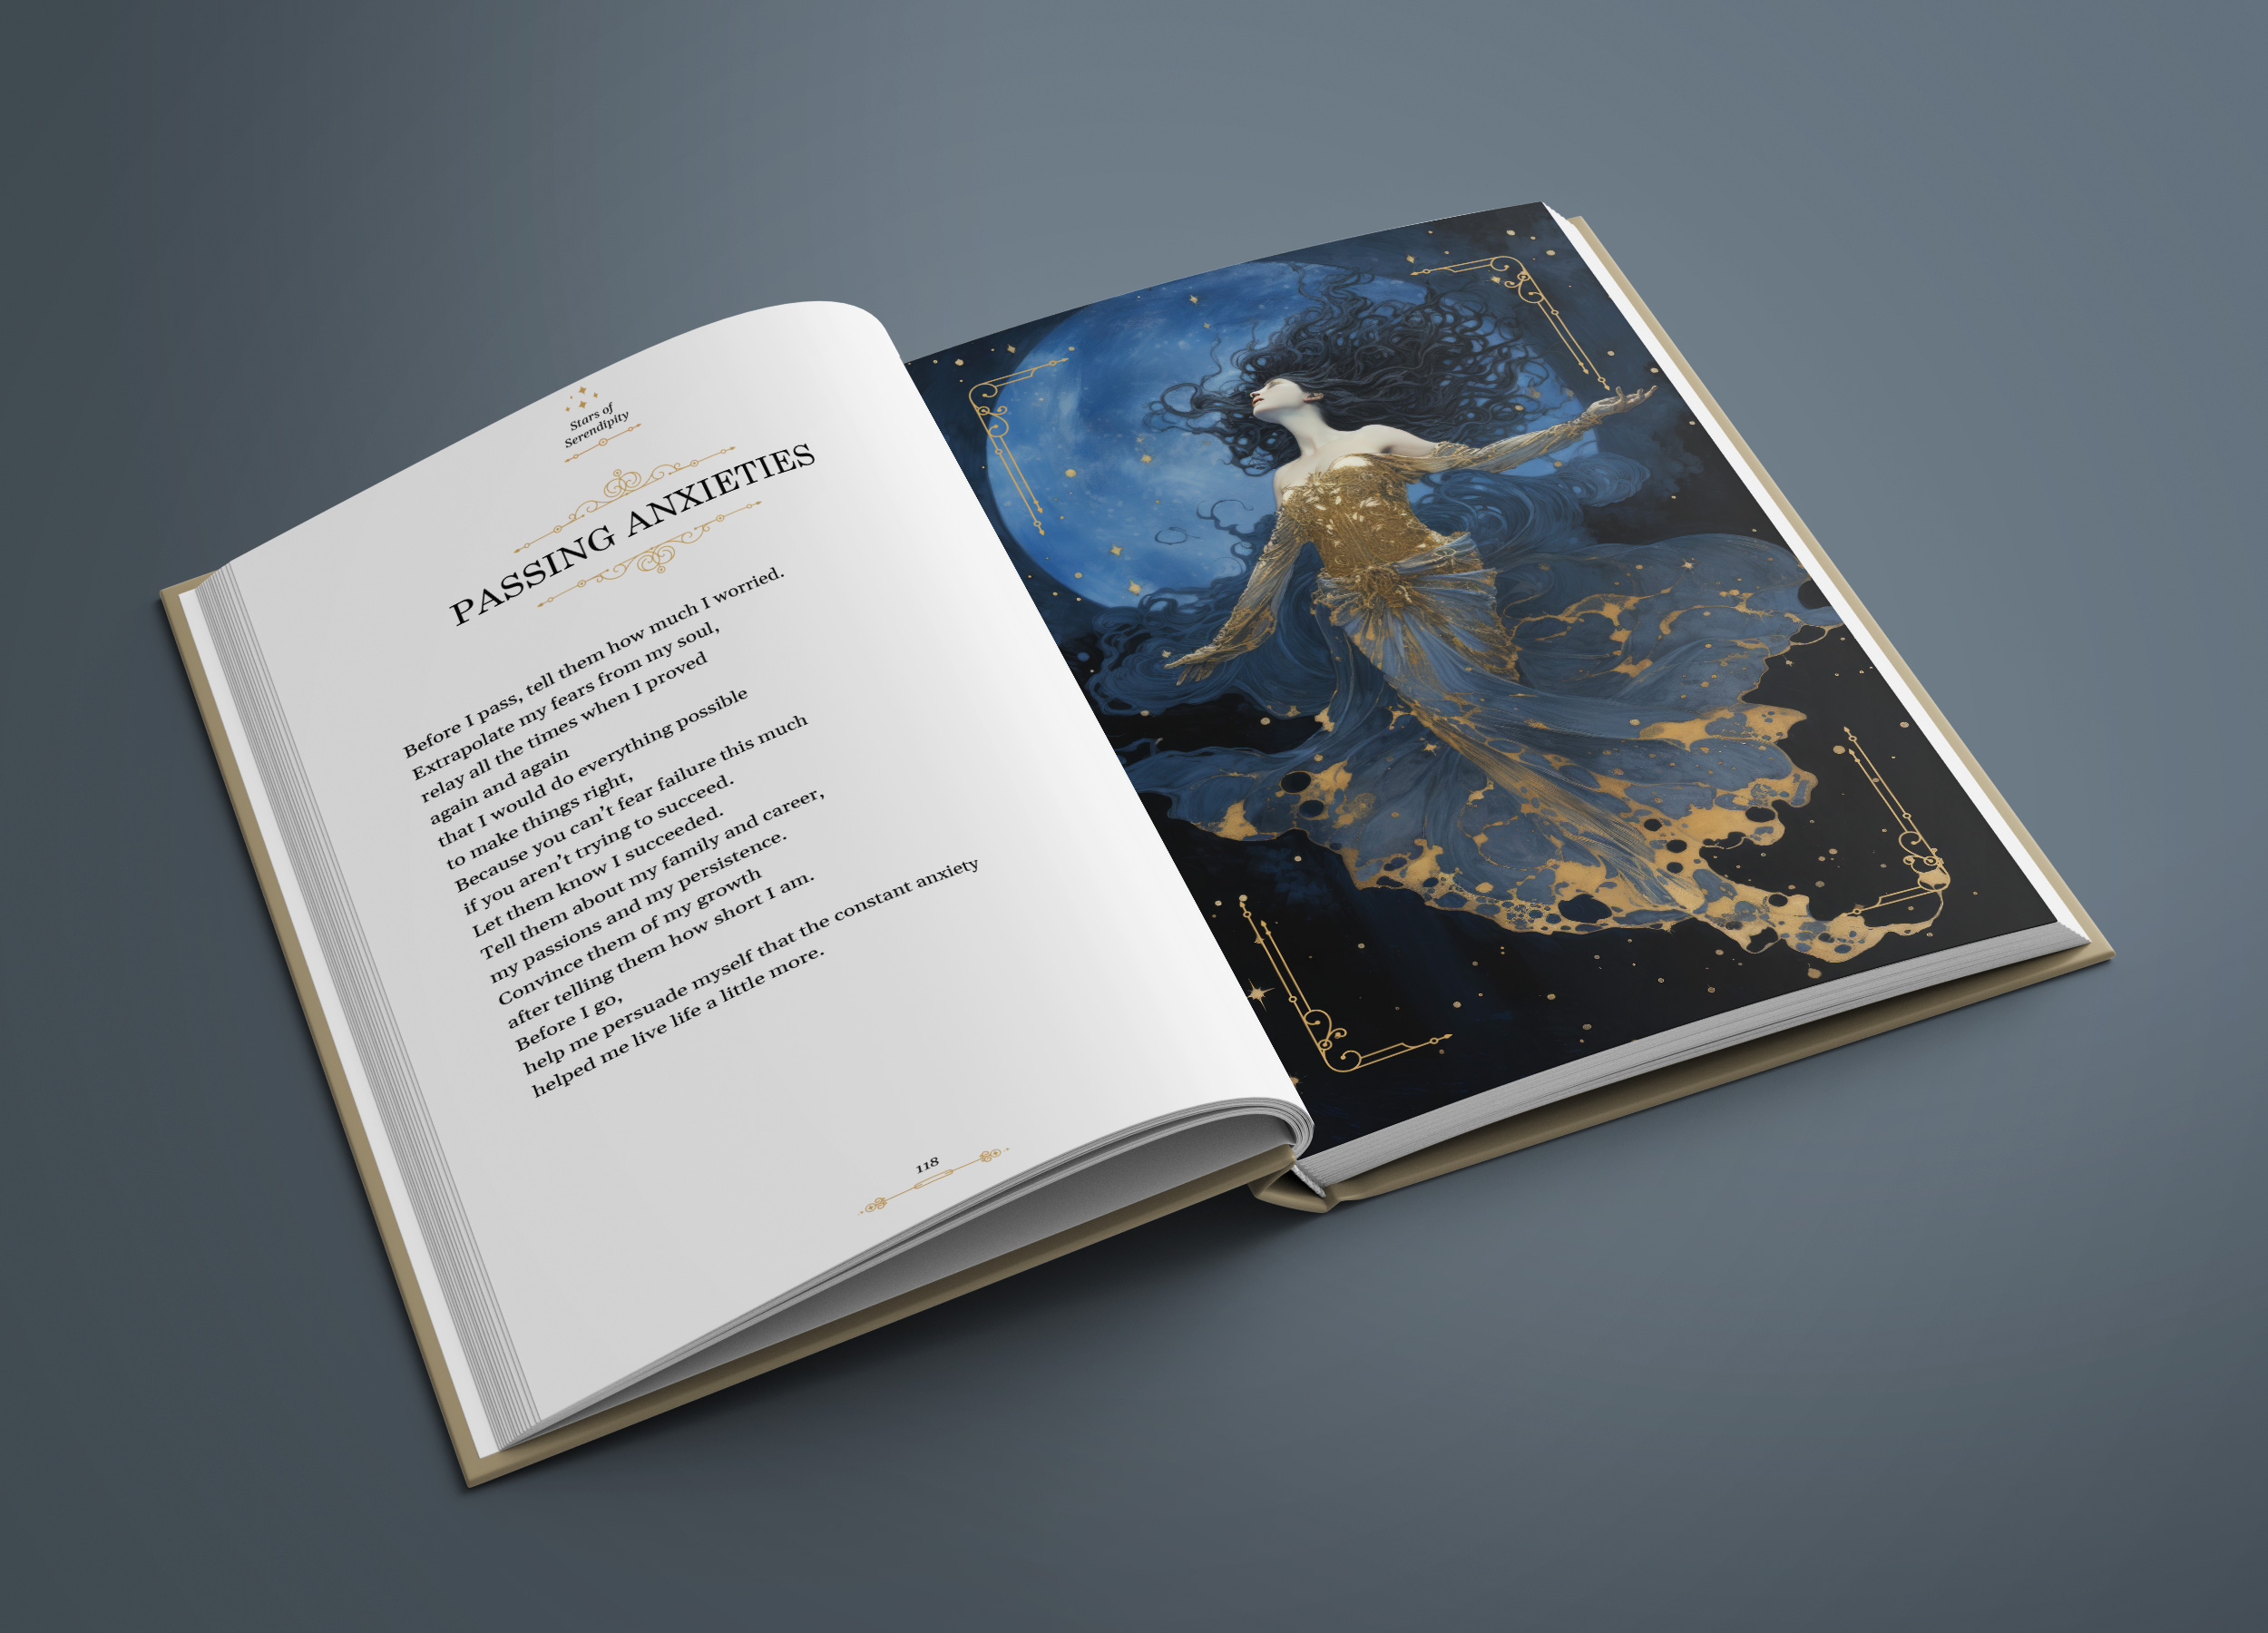 Stars of
Serendipity
PASSING ANXIETIES
Before I pass, tell them how much I worried.
Extrapolate my fears from my soul,
relay all the times when I proved
again and again
that I would do everything possible
to make things right,
Because you can't fear failure this much
if you aren't trying to succeed.
Let them know I succeeded.
Tell them about my family and career,
my passions and my persistence.
Convince them of my growth
after telling them how short I am.
Before I go,
help me persuade myself that the constant anxiety
helped me live life a little more.
118